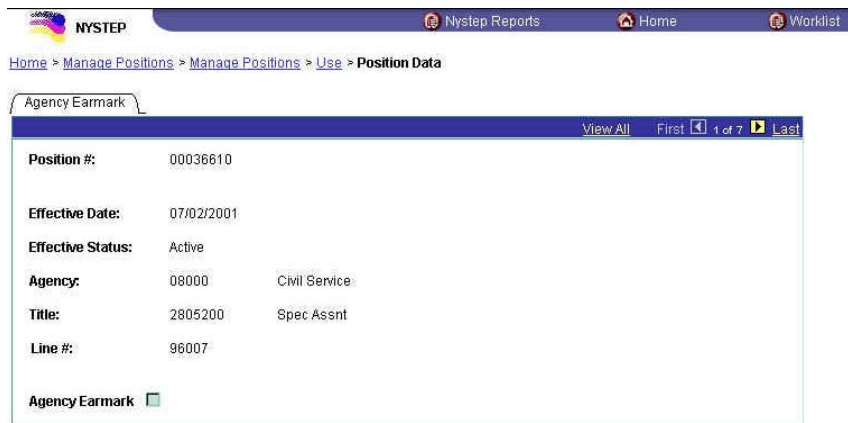 NYSTEP Nystep Reports Home Worklist
Home > Manage Positions > Manage Positions > Use > Position Data
Agency Earmark
View All First 1 of 7 Last
Position #: 00036610
Effective Date: 07/02/2001
Effective Status: Active
Agency: 08000 Civil Service
Title: 2805200 Spec Assnt
Line #: 96007
Agency Earmark